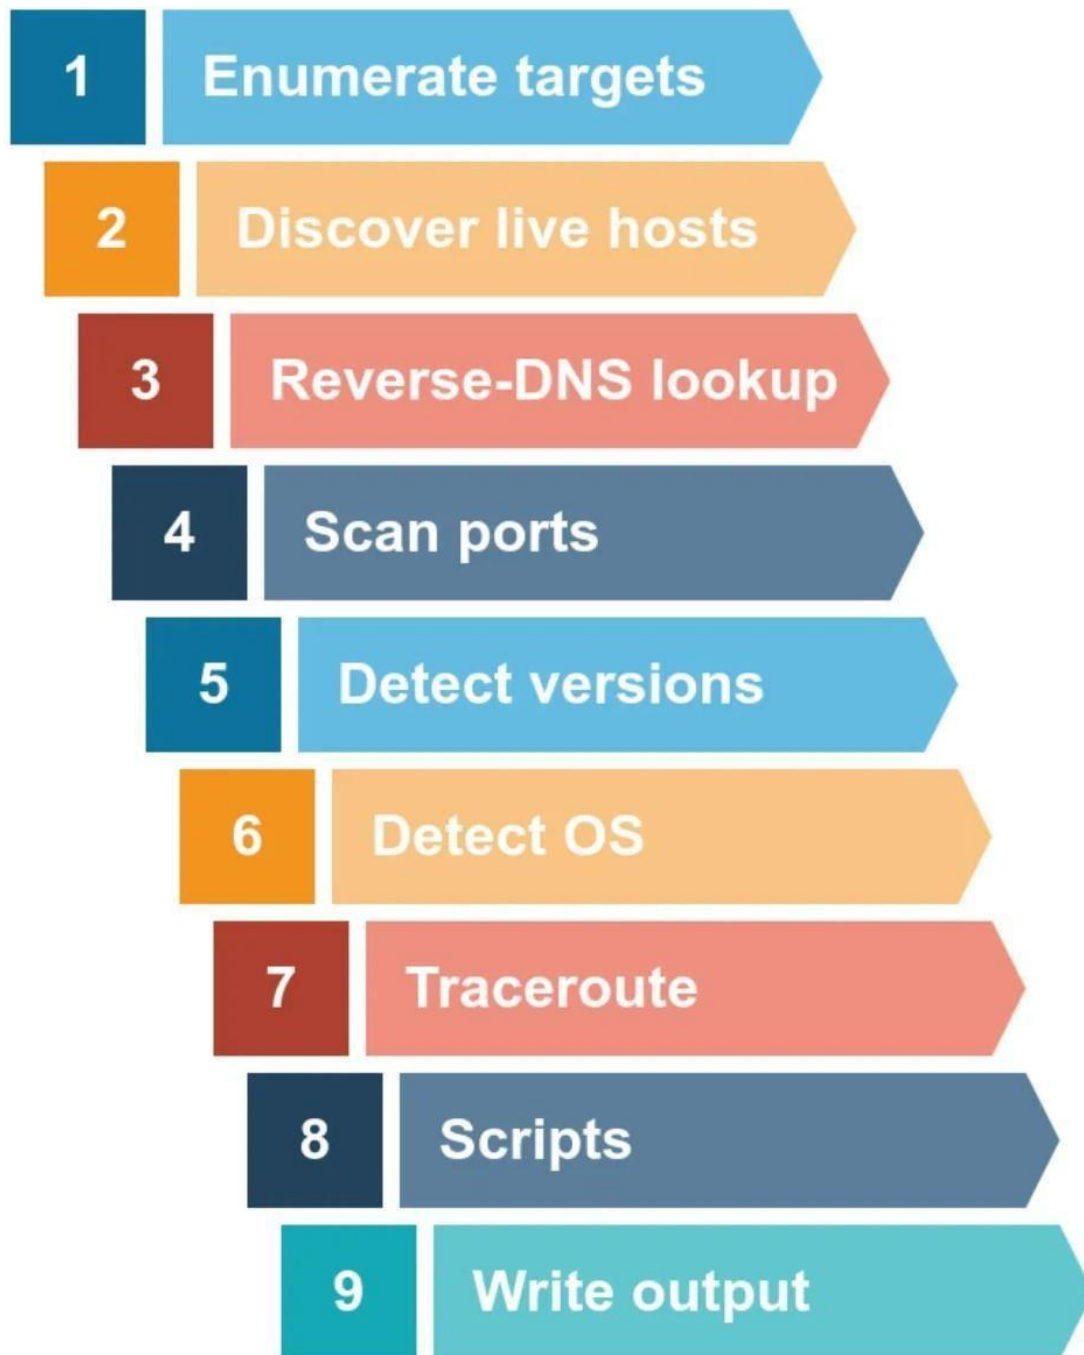 1 Enumerate targets
2 Discover live hosts
3 Reverse-DNS lookup
4 Scan ports
5 Detect versions
6 Detect OS
7 Traceroute
8 Scripts
9 Write output